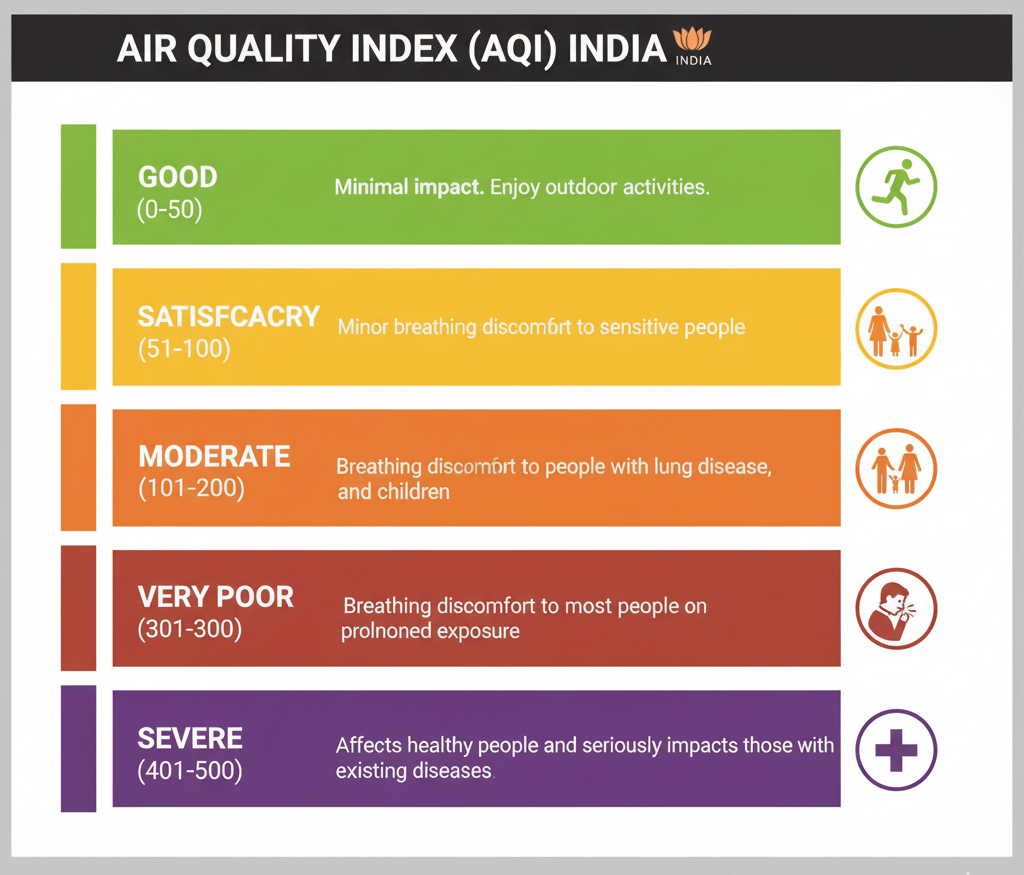 AIR QUALITY INDEX (AQI) INDIA
INDIA
GOOD
(0-50)
Minimal impact. Enjoy outdoor activities.
SATISFCACRY
(51-100)
Minor breathing discomfort to sensitive people
MODERATE
(101-200)
Breathing discomfort to people with lung disease,
and children
VERY POOR
(301-300)
Breathing discomfort to most people on
prolnoned exposure
SEVERE
(401-500)
Affects healthy people and seriously impacts those with
existing diseases.